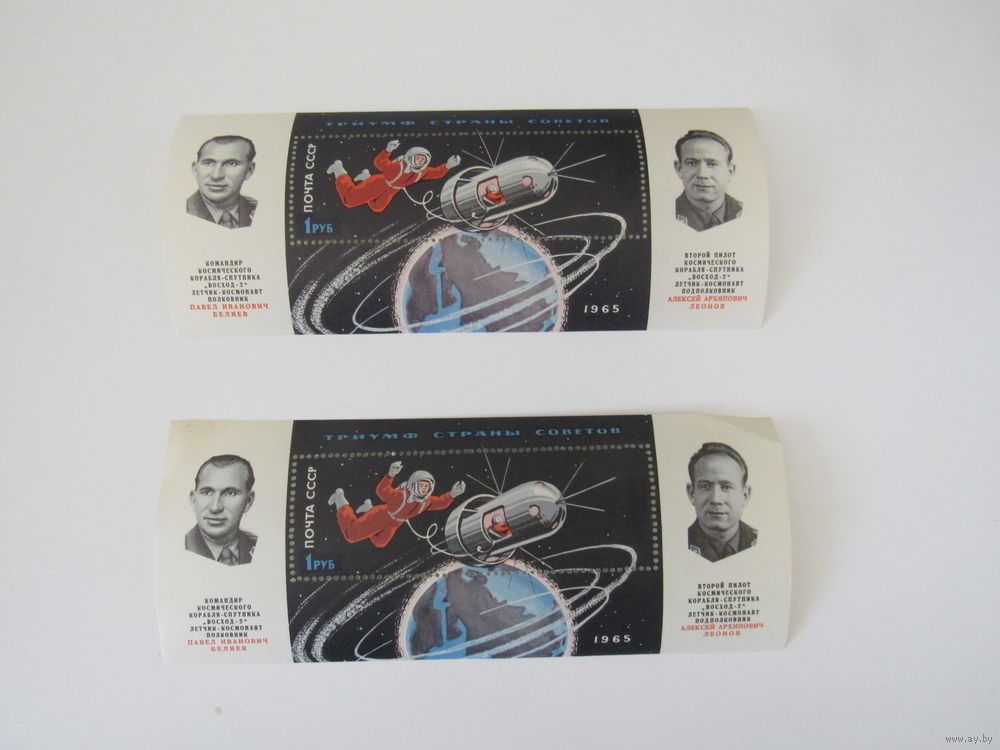 ТРИУМФ СТРАНЫ СОВЕТОВ
ПОЧТА СССР
1 РУБ
1965
КОМАНДИР
КОСМИЧЕСКОГО
КОРАБЛЯ-СПУТНИКА
„ВОСХОД-2"
ЛЕТЧИК-КОСМОНАВТ
ПОЛКОВНИК
ПАВЕЛ ИВАНОВИЧ
БЕЛЯЕВ
ВТОРОЙ ПИЛОТ
КОСМИЧЕСКОГО
КОРАБЛЯ-СПУТНИКА
„ВОСХОД-2"
ЛЕТЧИК-КОСМОНАВТ
ПОДПОЛКОВНИК
АЛЕКСЕЙ АРХИПОВИЧ
ЛЕОНОВ
ТРИУМФ СТРАНЫ СОВЕТОВ
ПОЧТА СССР
1 РУБ
1965
КОМАНДИР
КОСМИЧЕСКОГО
КОРАБЛЯ-СПУТНИКА
„ВОСХОД-2"
ЛЕТЧИК-КОСМОНАВТ
ПОЛКОВНИК
ПАВЕЛ ИВАНОВИЧ
БЕЛЯЕВ
ВТОРОЙ ПИЛОТ
КОСМИЧЕСКОГО
КОРАБЛЯ-СПУТНИКА
„ВОСХОД-2"
ЛЕТЧИК-КОСМОНАВТ
ПОДПОЛКОВНИК
АЛЕКСЕЙ АРХИПОВИЧ
ЛЕОНОВ
www.ay.by